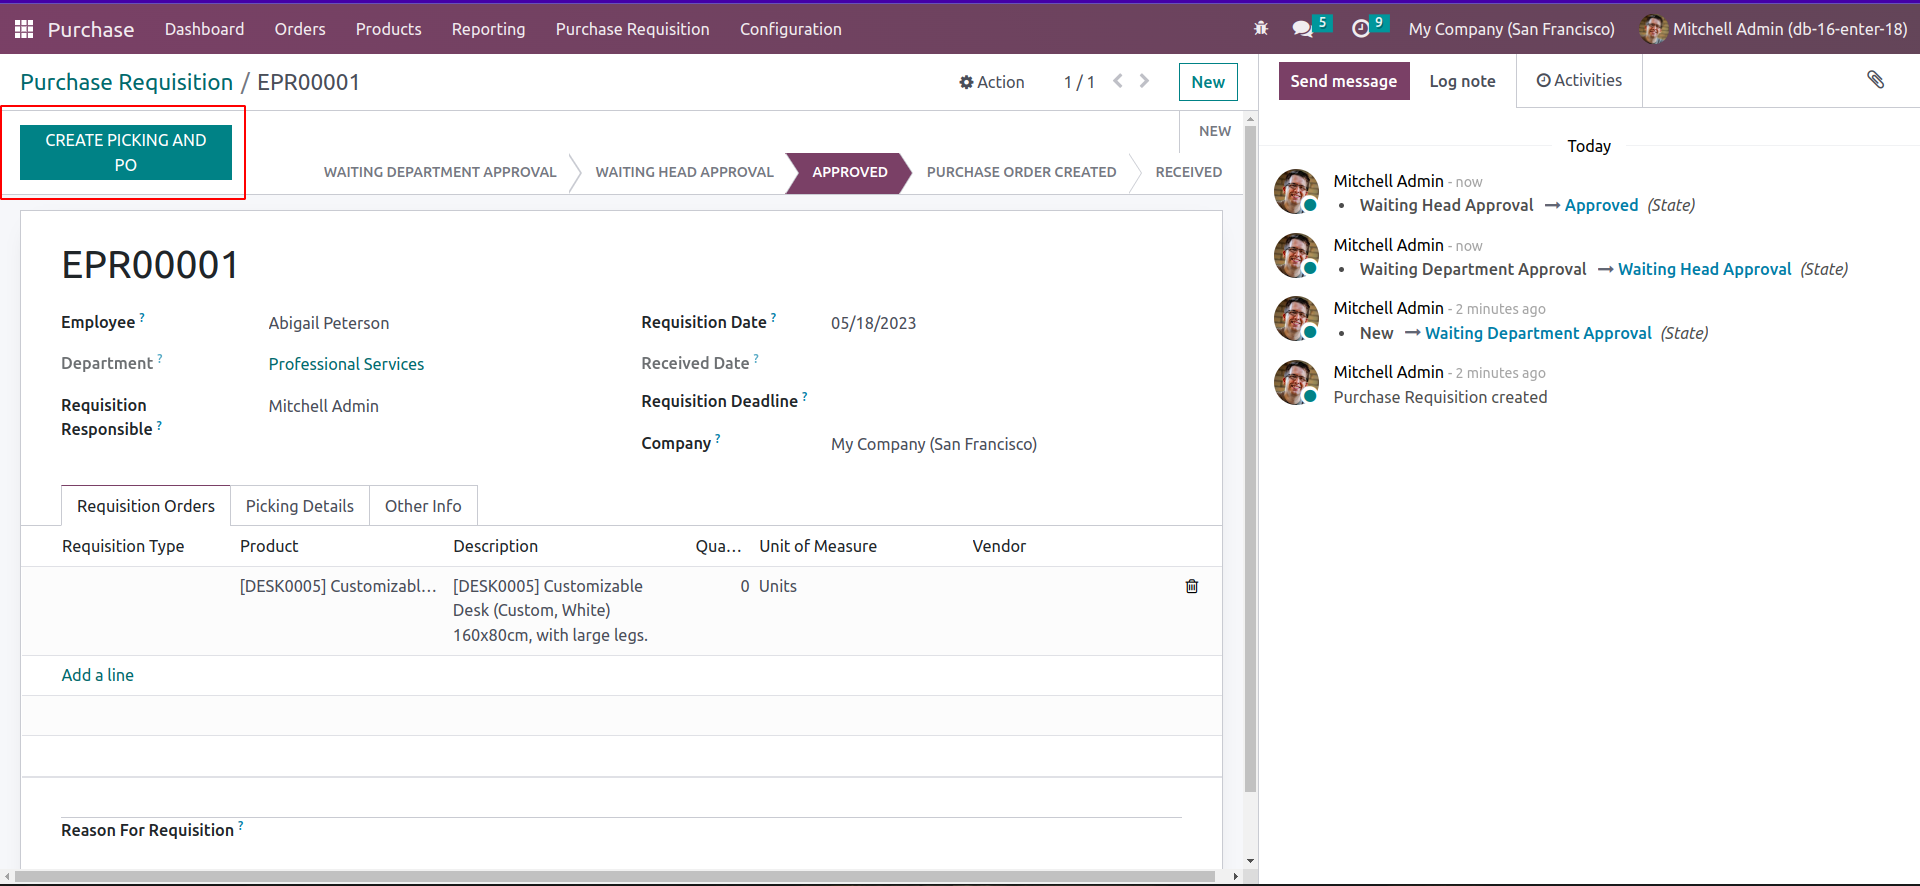 Purchase Dashboard Orders Products Reporting Purchase Requisition Configuration 5 9 My Company (San Francisco) Mitchell Admin (db-16-enter-18)
Purchase Requisition / EPR00001 Action 1 / 1 New
Send message Log note Activities
CREATE PICKING AND
PO
NEW
WAITING DEPARTMENT APPROVAL WAITING HEAD APPROVAL APPROVED PURCHASE ORDER CREATED RECEIVED
EPR00001
Employee ? Abigail Peterson
Department ? Professional Services
Requisition
Responsible ? Mitchell Admin
Requisition Date ? 05/18/2023
Received Date ?
Requisition Deadline ?
Company ? My Company (San Francisco)
Requisition Orders Picking Details Other Info
Requisition Type Product Description Qua... Unit of Measure Vendor
[DESK0005] Customizabl... [DESK0005] Customizable 0 Units
Desk (Custom, White)
160x80cm, with large legs.
Add a line
Reason For Requisition ?
Today
Mitchell Admin - now
• Waiting Head Approval → Approved (State)
Mitchell Admin - now
• Waiting Department Approval → Waiting Head Approval (State)
Mitchell Admin - 2 minutes ago
• New → Waiting Department Approval (State)
Mitchell Admin - 2 minutes ago
Purchase Requisition created